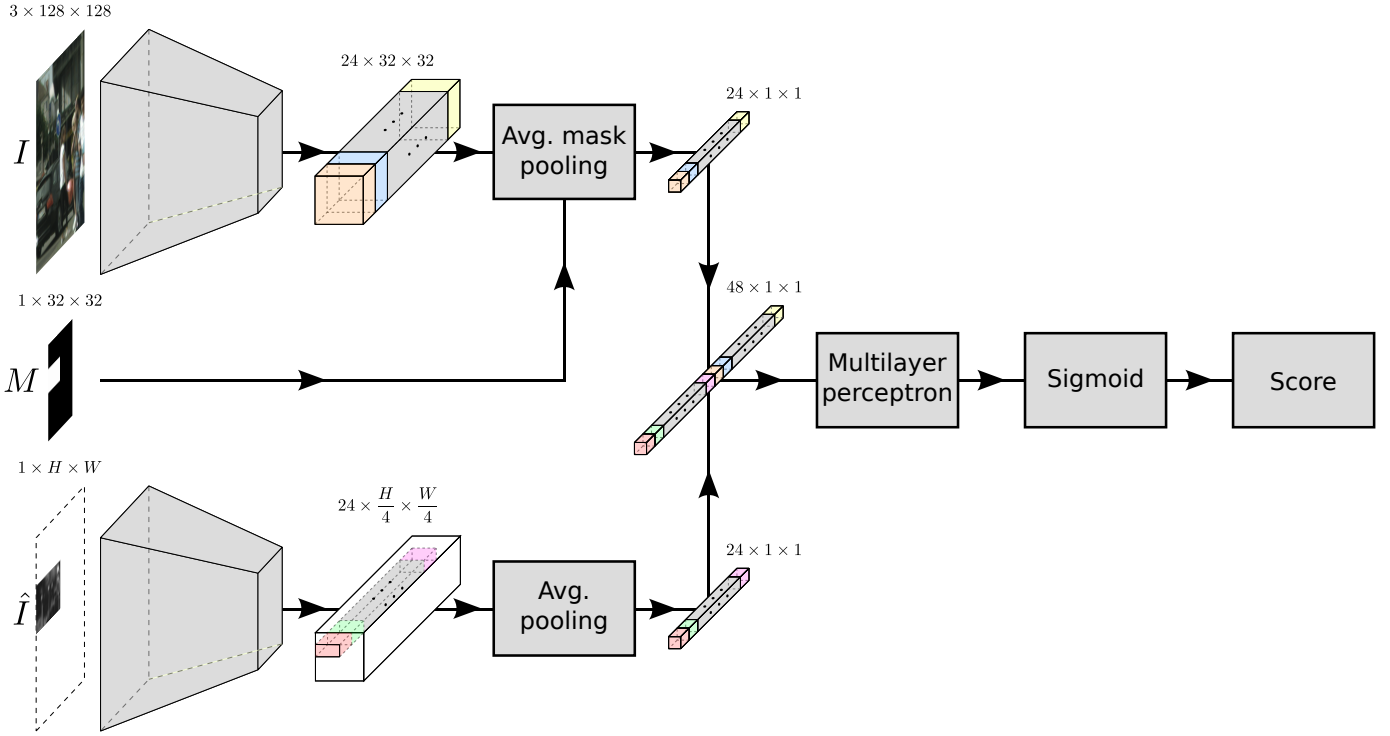 3 × 128 × 128
I
24 × 32 × 32
Avg. mask
pooling
24 × 1 × 1
1 × 32 × 32
M
48 × 1 × 1
Multilayer
perceptron
Sigmoid
Score
1 × H × W
Î
24 × H/4 × W/4
Avg.
pooling
24 × 1 × 1